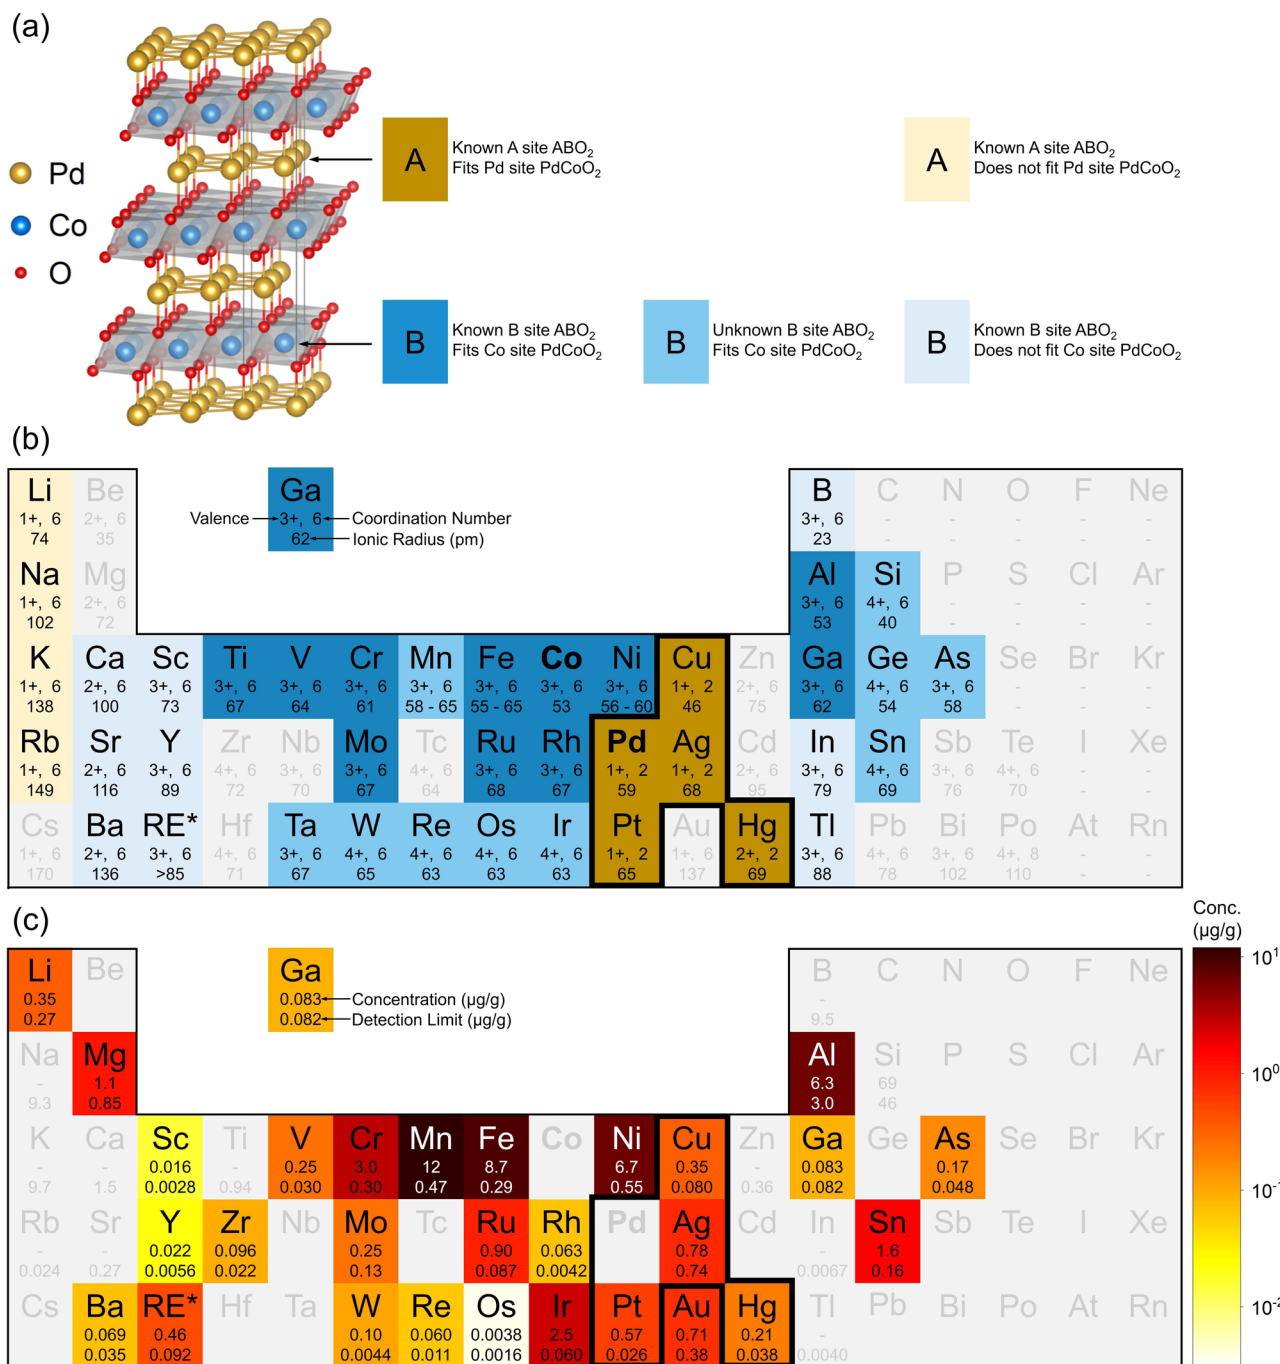 (a)
Pd
Co
O
A
Known A site ABO₂
Fits Pd site PdCoO₂
A
Known A site ABO₂
Does not fit Pd site PdCoO₂
B
Known B site ABO₂
Fits Co site PdCoO₂
B
Unknown B site ABO₂
Fits Co site PdCoO₂
B
Known B site ABO₂
Does not fit Co site PdCoO₂
(b)
Li Be Ga B C N O F Ne
1+, 6 2+, 6 Valence 3+, 6 Coordination Number 3+, 6 - - - - -
74 35 62 Ionic Radius (pm) 23 - - - - -
Na Mg Al Si P S Cl Ar
1+, 6 2+, 6 3+, 6 4+, 6 - - - -
102 72 53 40 - - - -
K Ca Sc Ti V Cr Mn Fe Co Ni Cu Zn Ga Ge As Se Br Kr
1+, 6 2+, 6 3+, 6 3+, 6 3+, 6 3+, 6 3+, 6 3+, 6 3+, 6 3+, 6 1+, 2 2+, 6 3+, 6 4+, 6 3+, 6 - - -
138 100 73 67 64 61 58 - 65 55 - 65 53 56 - 60 46 75 62 54 58 - - -
Rb Sr Y Zr Nb Mo Tc Ru Rh Pd Ag Cd In Sn Sb Te I Xe
1+, 6 2+, 6 3+, 6 4+, 6 3+, 6 3+, 6 4+, 6 3+, 6 3+, 6 1+, 2 1+, 2 2+, 6 3+, 6 4+, 6 3+, 6 4+, 6 - -
149 116 89 72 70 67 64 68 67 59 68 95 79 69 76 70 - -
Cs Ba RE* Hf Ta W Re Os Ir Pt Au Hg Tl Pb Bi Po At Rn
1+, 6 2+, 6 3+, 6 4+, 6 3+, 6 4+, 6 4+, 6 4+, 6 4+, 6 1+, 2 1+, 6 2+, 2 3+, 6 4+, 6 3+, 6 4+, 8 - -
170 136 >85 71 67 65 63 63 63 65 137 69 88 78 102 110 - -
(c)
Conc.
(µg/g)
Li Be Ga B C N O F Ne
0.35 0.083 Concentration (µg/g) -
0.27 0.082 Detection Limit (µg/g) 9.5
Na Mg Al Si P S Cl Ar
- 1.1 6.3 69
9.3 0.85 3.0 46
K Ca Sc Ti V Cr Mn Fe Co Ni Cu Zn Ga Ge As Se Br Kr
- - 0.016 - 0.25 3.0 12 8.7 6.7 0.35 - 0.083 0.17
9.7 1.5 0.0028 0.94 0.030 0.30 0.47 0.29 0.55 0.080 0.36 0.082 0.048
Rb Sr Y Zr Nb Mo Tc Ru Rh Pd Ag Cd In Sn Sb Te I Xe
- - 0.022 0.096 0.25 0.90 0.063 0.78 - 1.6
0.024 0.27 0.0056 0.022 0.13 0.087 0.0042 0.74 0.0067 0.16
Cs Ba RE* Hf Ta W Re Os Ir Pt Au Hg Tl Pb Bi Po At Rn
0.069 0.46 0.10 0.060 0.0038 2.5 0.57 0.71 0.21 -
0.035 0.092 0.0044 0.011 0.0016 0.060 0.026 0.38 0.038 0.0040
10¹
10⁰
10⁻¹
10⁻²